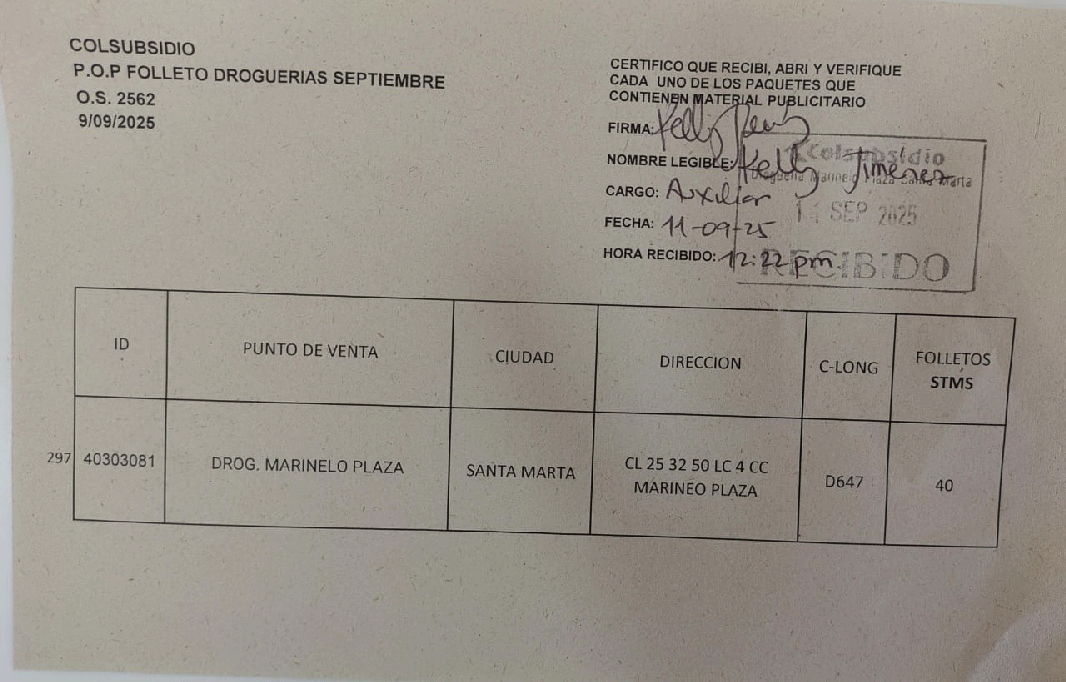 COLSUBSIDIO
P.O.P FOLLETO DROGUERIAS SEPTIEMBRE
O.S. 2562
9/09/2025
CERTIFICO QUE RECIBI, ABRI Y VERIFIQUE
CADA UNO DE LOS PAQUETES QUE
CONTIENEN MATERIAL PUBLICITARIO
FIRMA: Kelly
NOMBRE LEGIBLE: Kelly Jimenez
CARGO: Auxiliar
FECHA: 11-09-25
HORA RECIBIDO: 12:22 pm
Colsubsidio
11 SEP 2025
RECIBIDO
ID PUNTO DE VENTA CIUDAD DIRECCION C-LONG FOLLETOS STMS
297 40303081 DROG. MARINELO PLAZA SANTA MARTA CL 25 32 50 LC 4 CC MARINEO PLAZA D647 40